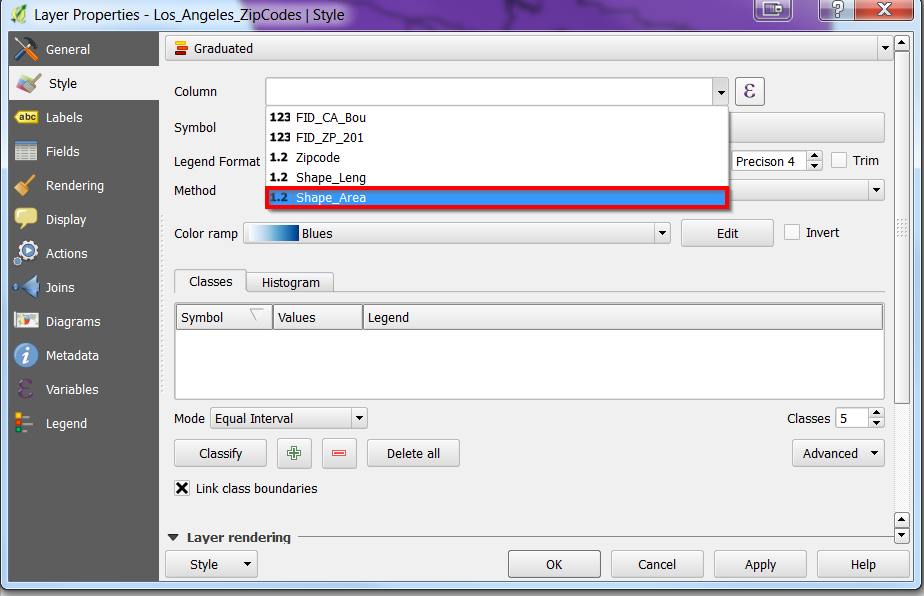 Layer Properties - Los_Angeles_ZipCodes | Style
General
Style
abc Labels
Fields
Rendering
Display
Actions
Joins
Diagrams
Metadata
Variables
Legend
Graduated
Column
ε
123 FID_CA_Bou
123 FID_ZP_201
1.2 Zipcode
1.2 Shape_Leng
1.2 Shape_Area
Symbol
Legend Format
Precison 4
Trim
Method
Color ramp
Blues
Edit
Invert
Classes
Histogram
Symbol
Values
Legend
Mode
Equal Interval
Classes
5
Classify
Delete all
Advanced
Link class boundaries
Layer rendering
Style
OK
Cancel
Apply
Help